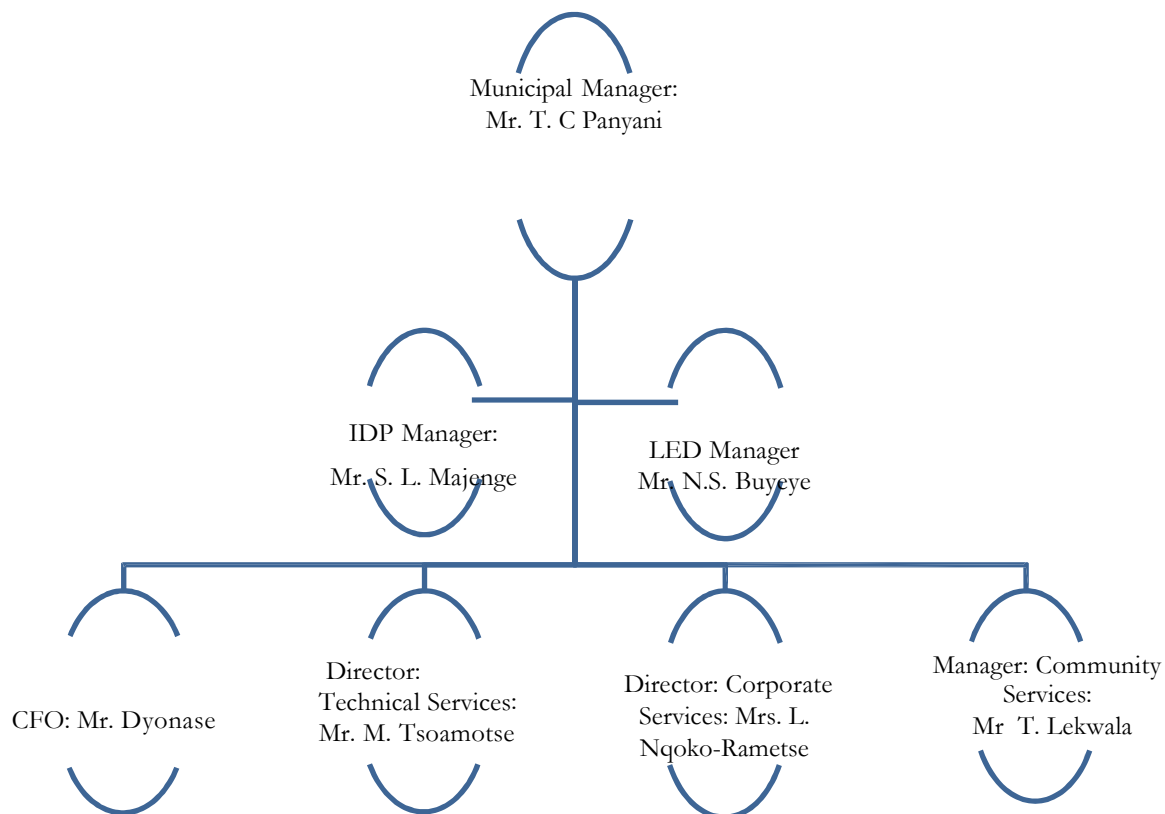 Municipal Manager:
Mr. T. C Panyani
IDP Manager:
Mr. S. L. Majenge
LED Manager
Mr. N.S. Buyeye
CFO: Mr. Dyonase
Director:
Technical Services:
Mr. M. Tsoamotse
Director: Corporate
Services: Mrs. L.
Nqoko-Rametse
Manager: Community
Services:
Mr T. Lekwala